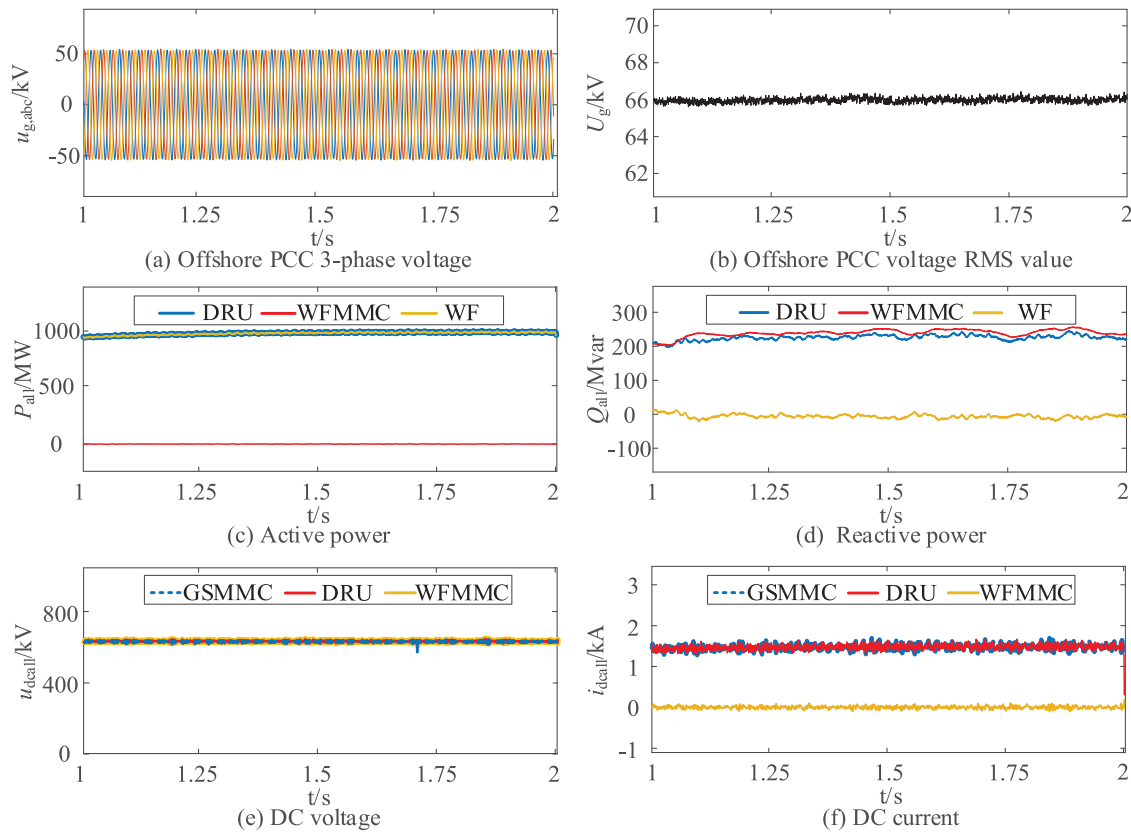 u_g,abc/kV
50
0
-50
1 1.25 1.5 1.75 2
t/s
(a) Offshore PCC 3-phase voltage
U_g/kV
70
68
66
64
62
1 1.25 1.5 1.75 2
t/s
(b) Offshore PCC voltage RMS value
DRU WFMMC WF
P_all/MW
1000
500
0
1 1.25 1.5 1.75 2
t/s
(c) Active power
DRU WFMMC WF
Q_all/Mvar
300
200
100
0
-100
1 1.25 1.5 1.75 2
t/s
(d) Reactive power
GSMMC DRU WFMMC
u_dcall/kV
800
400
0
1 1.25 1.5 1.75 2
t/s
(e) DC voltage
GSMMC DRU WFMMC
i_dcall/kA
3
2
1
0
-1
1 1.25 1.5 1.75 2
t/s
(f) DC current